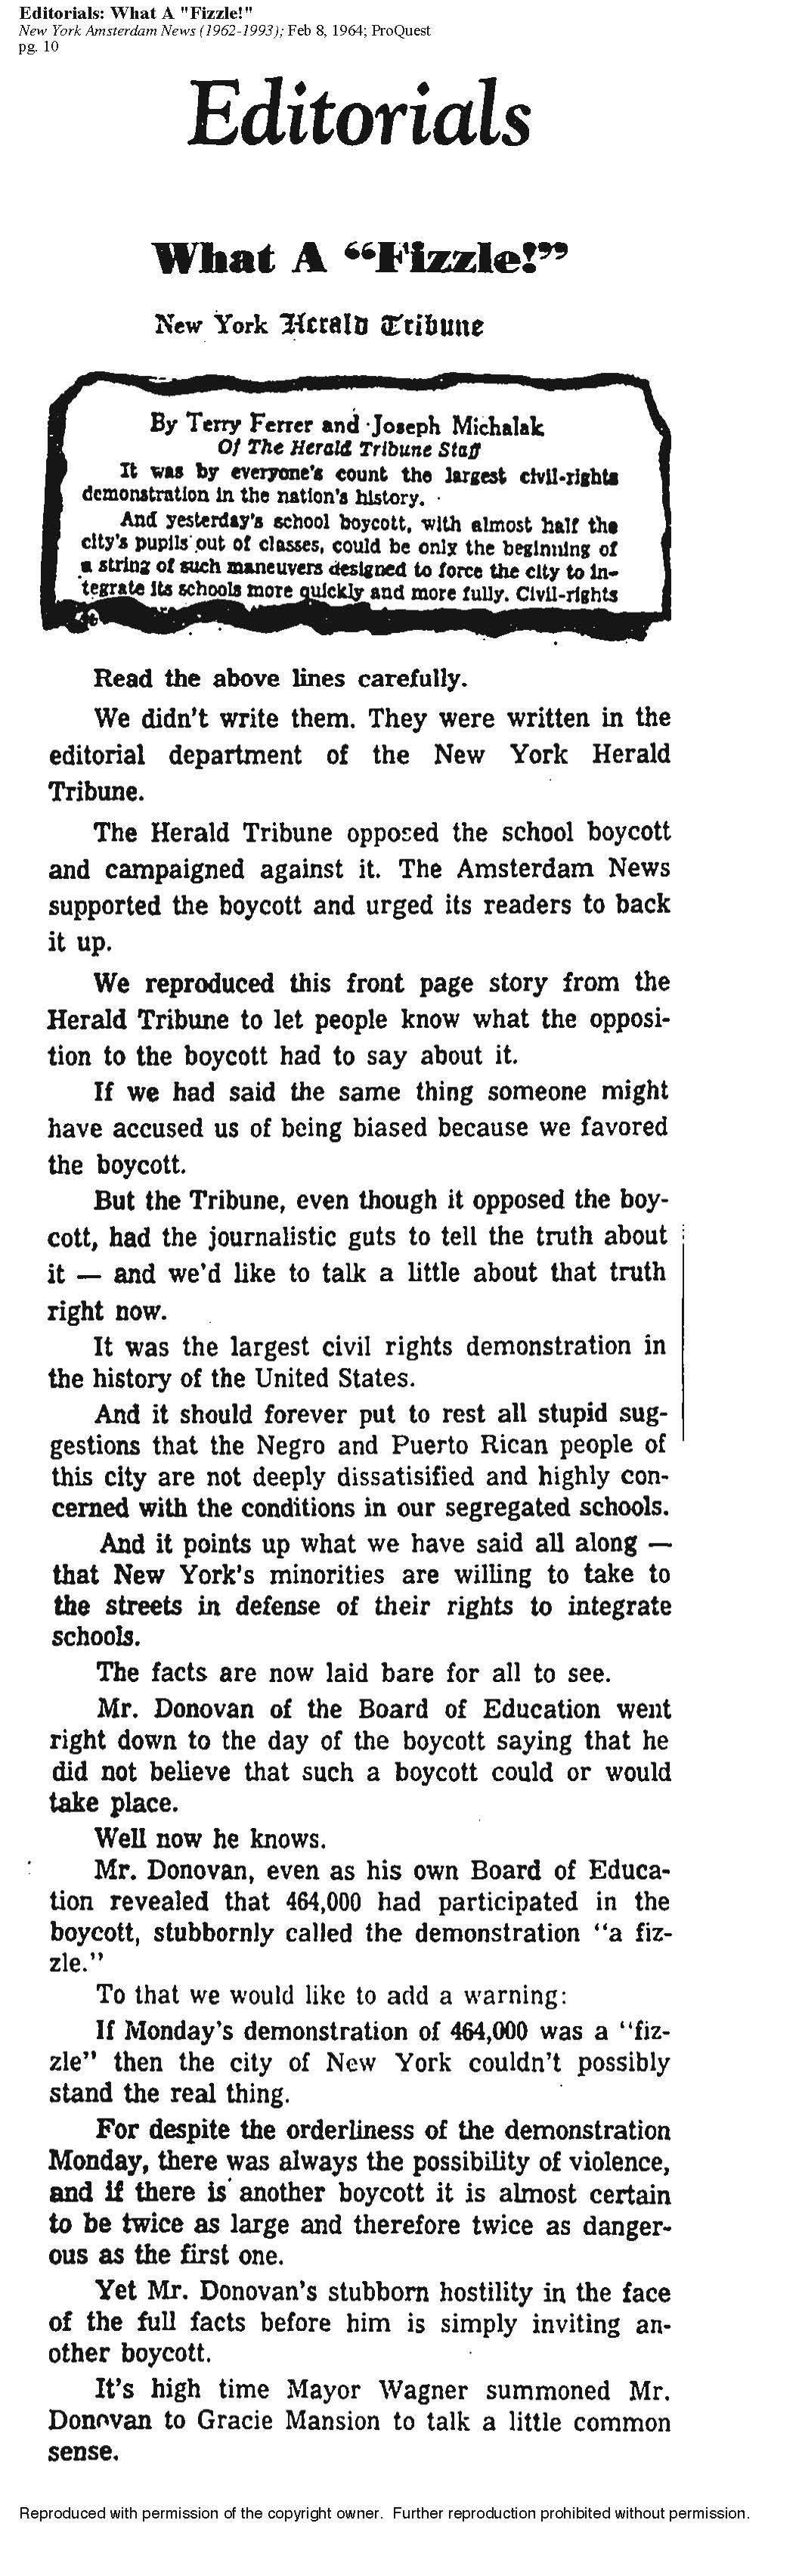 Editorials: What A "Fizzle!"
New York Amsterdam News (1962-1993); Feb 8, 1964; ProQuest
pg. 10
Editorials
What A “Fizzle!”
New York Herald Tribune
By Terry Ferrer and Joseph Michalak
Of The Herald Tribune Staff
It was by everyone's count the largest civil-rights
demonstration in the nation's history.
And yesterday's school boycott, with almost half the
city's pupils out of classes, could be only the beginning of
a string of such maneuvers designed to force the city to in-
tegrate its schools more quickly and more fully. Civil-rights
Read the above lines carefully.
We didn't write them. They were written in the
editorial department of the New York Herald
Tribune.
The Herald Tribune opposed the school boycott
and campaigned against it. The Amsterdam News
supported the boycott and urged its readers to back
it up.
We reproduced this front page story from the
Herald Tribune to let people know what the opposi-
tion to the boycott had to say about it.
If we had said the same thing someone might
have accused us of being biased because we favored
the boycott.
But the Tribune, even though it opposed the boy-
cott, had the journalistic guts to tell the truth about
it — and we'd like to talk a little about that truth
right now.
It was the largest civil rights demonstration in
the history of the United States.
And it should forever put to rest all stupid sug-
gestions that the Negro and Puerto Rican people of
this city are not deeply dissatisified and highly con-
cerned with the conditions in our segregated schools.
And it points up what we have said all along —
that New York's minorities are willing to take to
the streets in defense of their rights to integrate
schools.
The facts are now laid bare for all to see.
Mr. Donovan of the Board of Education went
right down to the day of the boycott saying that he
did not believe that such a boycott could or would
take place.
Well now he knows.
Mr. Donovan, even as his own Board of Educa-
tion revealed that 464,000 had participated in the
boycott, stubbornly called the demonstration “a fiz-
zle.”
To that we would like to add a warning:
If Monday's demonstration of 464,000 was a “fiz-
zle” then the city of New York couldn't possibly
stand the real thing.
For despite the orderliness of the demonstration
Monday, there was always the possibility of violence,
and if there is another boycott it is almost certain
to be twice as large and therefore twice as danger-
ous as the first one.
Yet Mr. Donovan's stubborn hostility in the face
of the full facts before him is simply inviting an-
other boycott.
It's high time Mayor Wagner summoned Mr.
Donovan to Gracie Mansion to talk a little common
sense.
Reproduced with permission of the copyright owner. Further reproduction prohibited without permission.